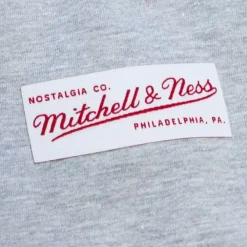 NOSTALGIA CO.
Mitchell & Ness
PHILADELPHIA, PA.